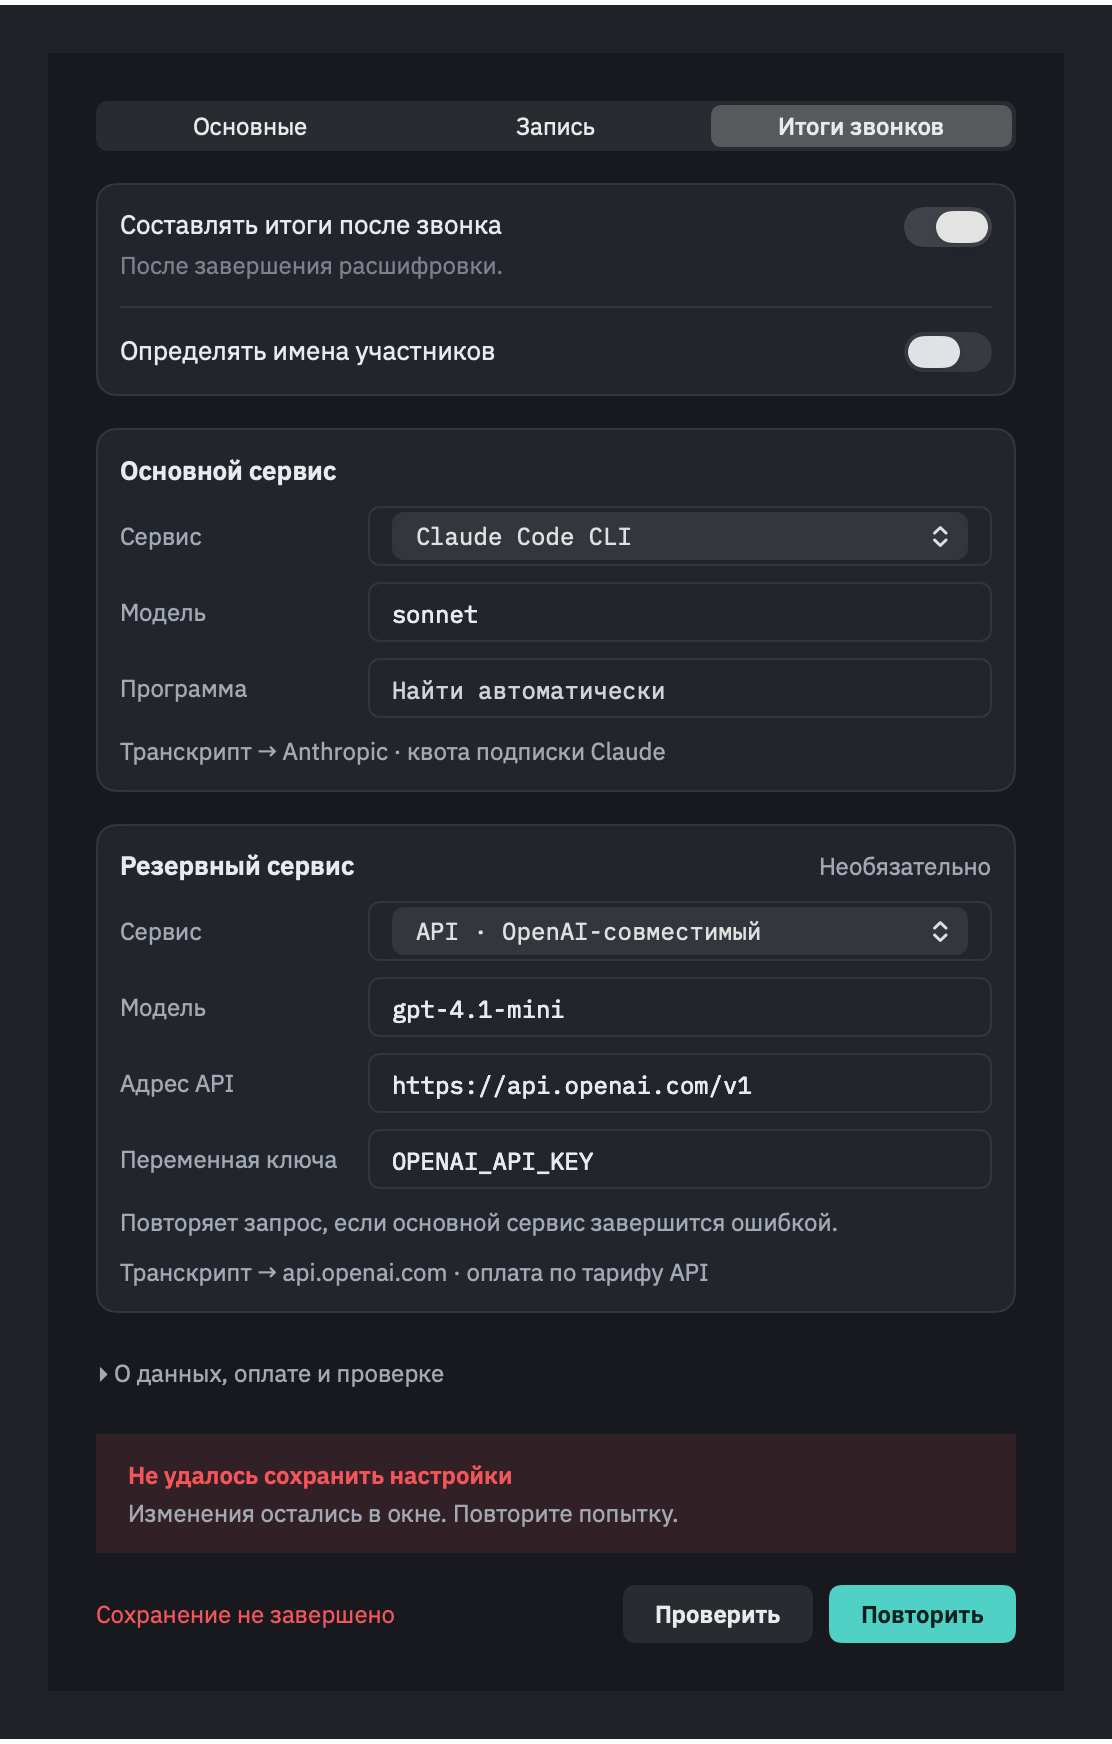 Основные
Запись
Итоги звонков
Составлять итоги после звонка
После завершения расшифровки.
Определять имена участников
Основной сервис
Сервис
Claude Code CLI
Модель
sonnet
Программа
Найти автоматически
Транскрипт → Anthropic · квота подписки Claude
Резервный сервис
Необязательно
Сервис
API · OpenAI-совместимый
Модель
gpt-4.1-mini
Адрес API
https://api.openai.com/v1
Переменная ключа
OPENAI_API_KEY
Повторяет запрос, если основной сервис завершится ошибкой.
Транскрипт → api.openai.com · оплата по тарифу API
О данных, оплате и проверке
Не удалось сохранить настройки
Изменения остались в окне. Повторите попытку.
Сохранение не завершено
Проверить
Повторить